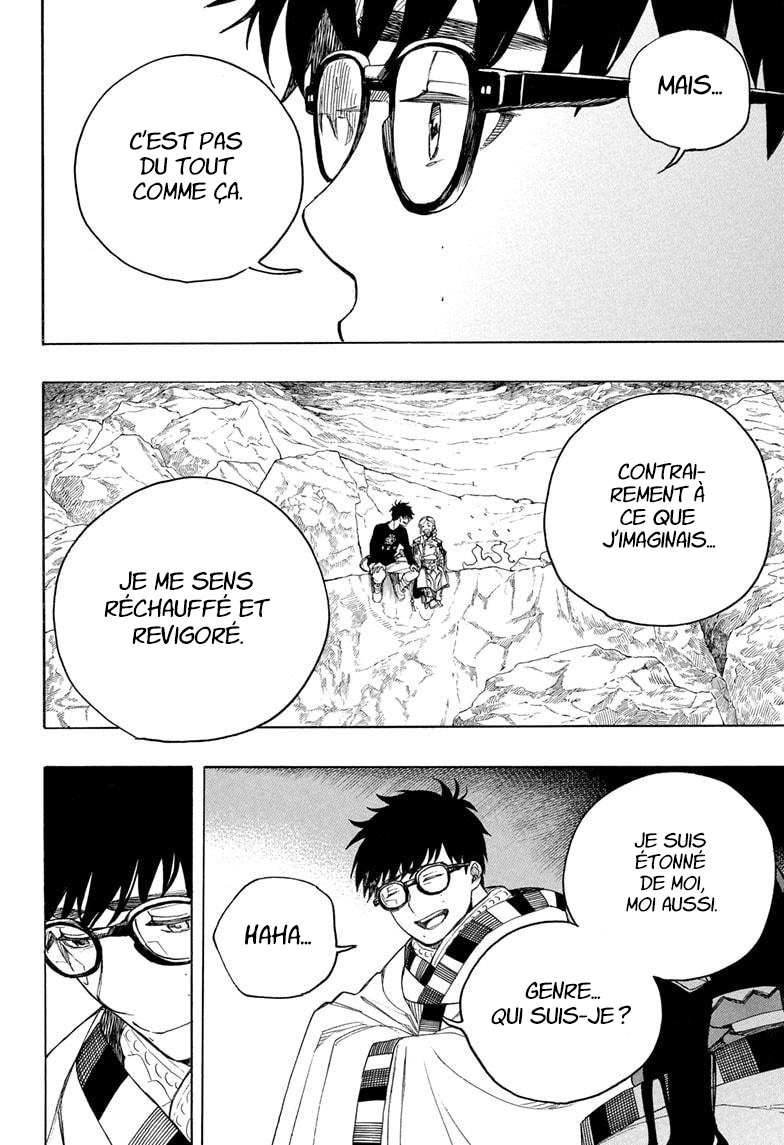 MAIS...
C'EST PAS
DU TOUT
COMME ÇA.
CONTRAI-
REMENT À
CE QUE
J'IMAGINAIS...
JE ME SENS
RÉCHAUFFÉ ET
REVIGORÉ.
JE SUIS
ÉTONNÉ
DE MOI,
MOI AUSSI.
GENRE...
QUI SUIS-JE ?
HAHA...